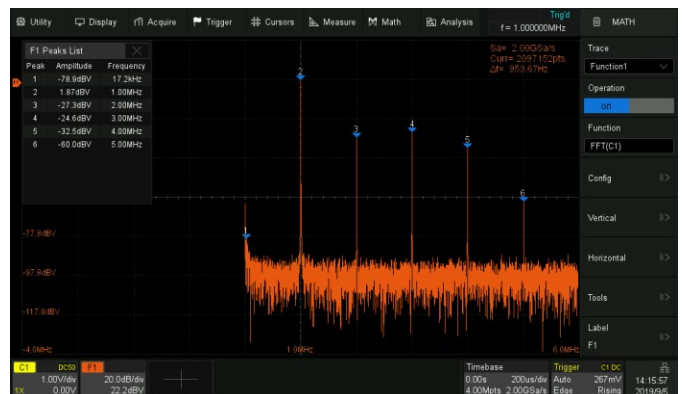 Utility Display Acquire Trigger Cursors Measure Math Analysis
Trig'd
f = 1.000000MHz
MATH
F1 Peaks List
Peak Amplitude Frequency
1 -78.9dBV 17.2kHz
2 1.87dBV 1.00MHz
3 -27.3dBV 2.00MHz
4 -24.6dBV 3.00MHz
5 -32.5dBV 4.00MHz
6 -60.0dBV 5.00MHz
Sa= 2.00GSa/s
Curr= 2097152pts
Δf= 953.67Hz
2
3
4
5
6
1
-77.8dBV
-97.8dBV
-117.8dBV
-4.0MHz 1.0MHz 6.0MHz
Trace
Function1
Operation
on
Function
FFT(C1)
Config
Vertical
Horizontal
Tools
Label
F1
C1 DC50
1.00V/div
1X 0.00V
F1
20.0dB/div
22.2dBV
Timebase
0.00s 200us/div
4.00Mpts 2.00GSa/s
Trigger C1 DC
Auto 267mV
Edge Rising
14:15:57
2019/9/5